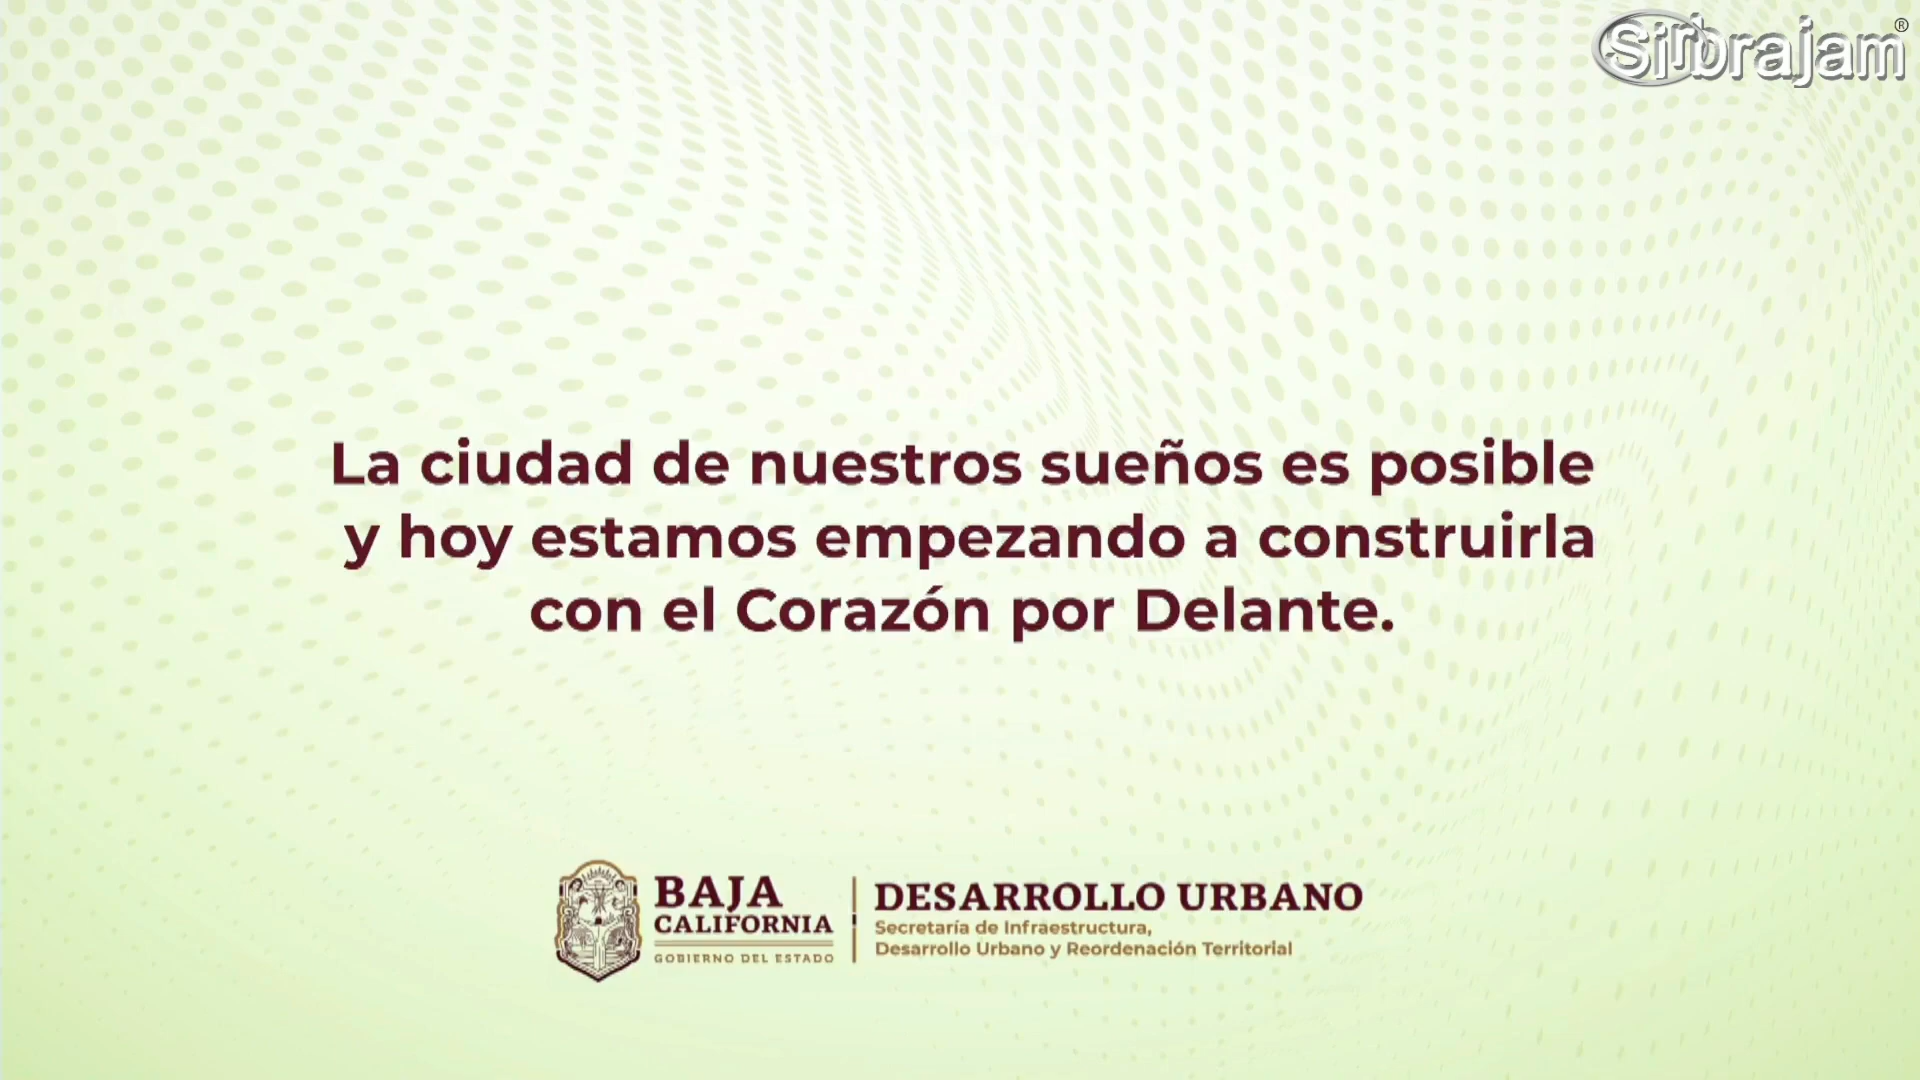 Sirbrajam®
La ciudad de nuestros sueños es posible
y hoy estamos empezando a construirla
con el Corazón por Delante.
BAJA
CALIFORNIA
GOBIERNO DEL ESTADO
DESARROLLO URBANO
Secretaría de Infraestructura,
Desarrollo Urbano y Reordenación Territorial